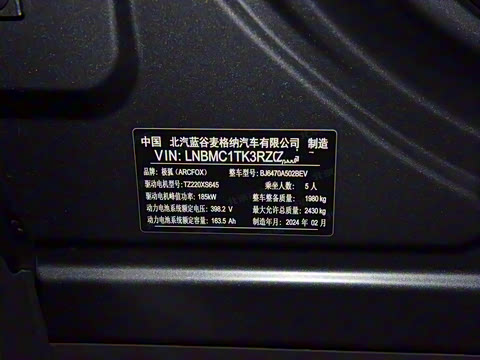 中国 北汽蓝谷麦格纳汽车有限公司 制造
VIN: LNBMC1TK3RZ0
品牌: 极狐 (ARCFOX) 整车型号: BJ6470A502BEV
驱动电机型号: TZ220XS645 乘坐人数: 5 人
驱动电机峰值功率: 185kW 整车整备质量: 1980 kg
动力电池系统额定电压: 398.2 V 最大允许总质量: 2430 kg
动力电池系统额定容量: 163.5 Ah 制造年月: 2024 年 02 月